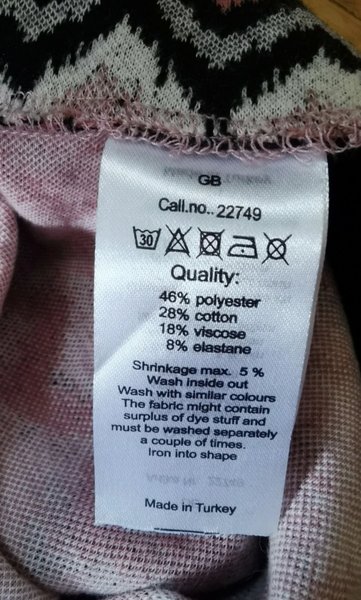 GB
Call.no.. 22749
30
Quality:
46% polyester
28% cotton
18% viscose
8% elastane
Shrinkage max. 5 %
Wash inside out
Wash with similar colours
The fabric might contain
surplus of dye stuff and
must be washed separately
a couple of times.
Iron into shape
Made in Turkey